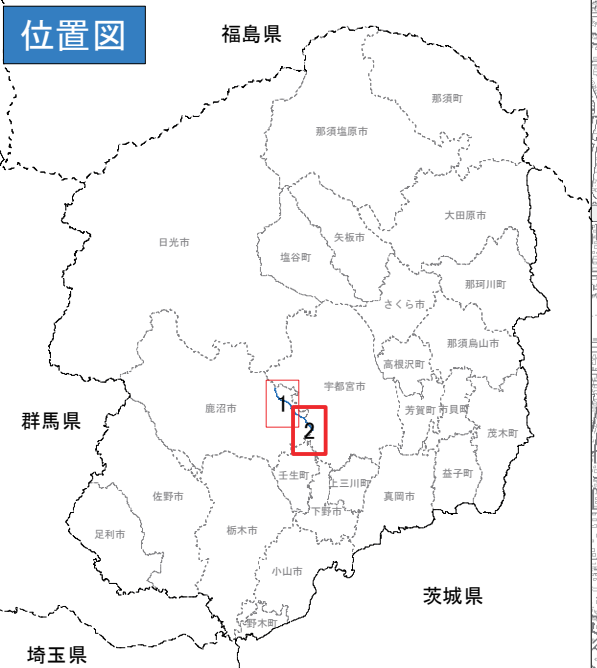 位置図
福島県
那須町
那須塩原市
大田原市
矢板市
日光市
塩谷町
那珂川町
さくら市
那須烏山市
高根沢町
宇都宮市
1
鹿沼市
芳賀町
市貝町
群馬県
2
茂木町
壬生町
益子町
上三川町
佐野市
真岡市
下野市
栃木市
足利市
小山市
茨城県
野木町
埼玉県